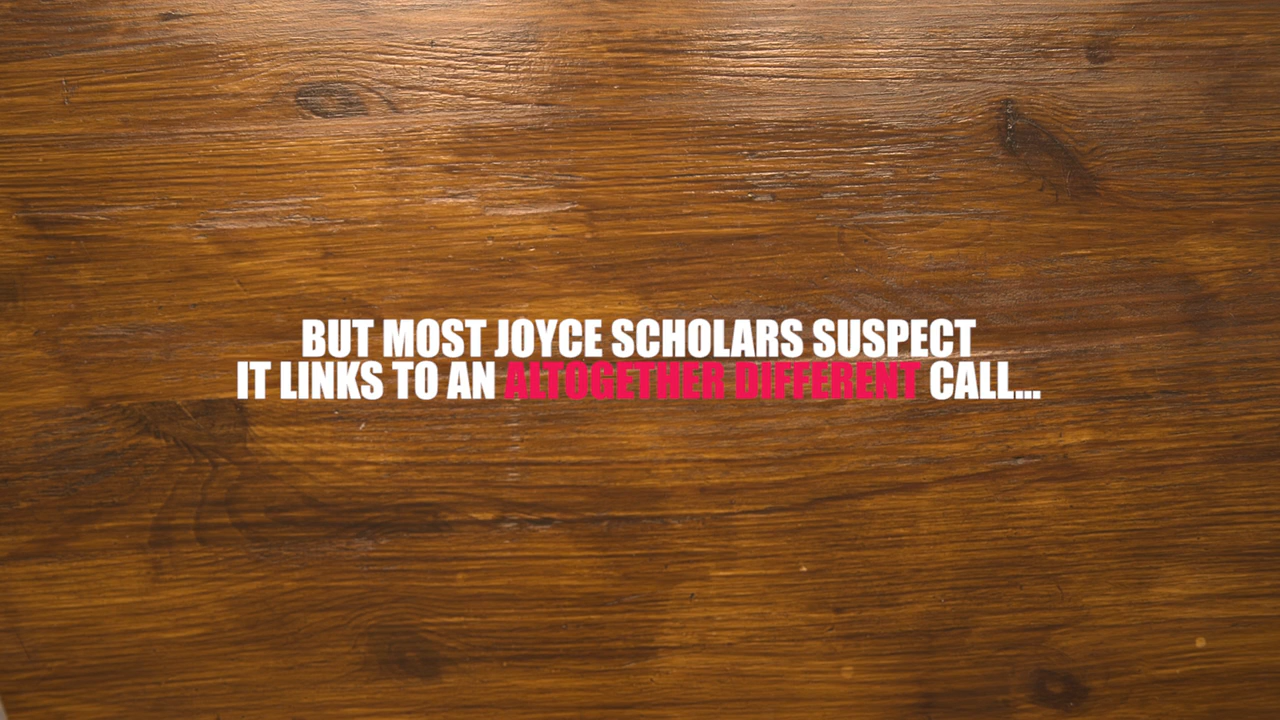 BUT MOST JOYCE SCHOLARS SUSPECT
IT LINKS TO AN ALTOGETHER DIFFERENT CALL...